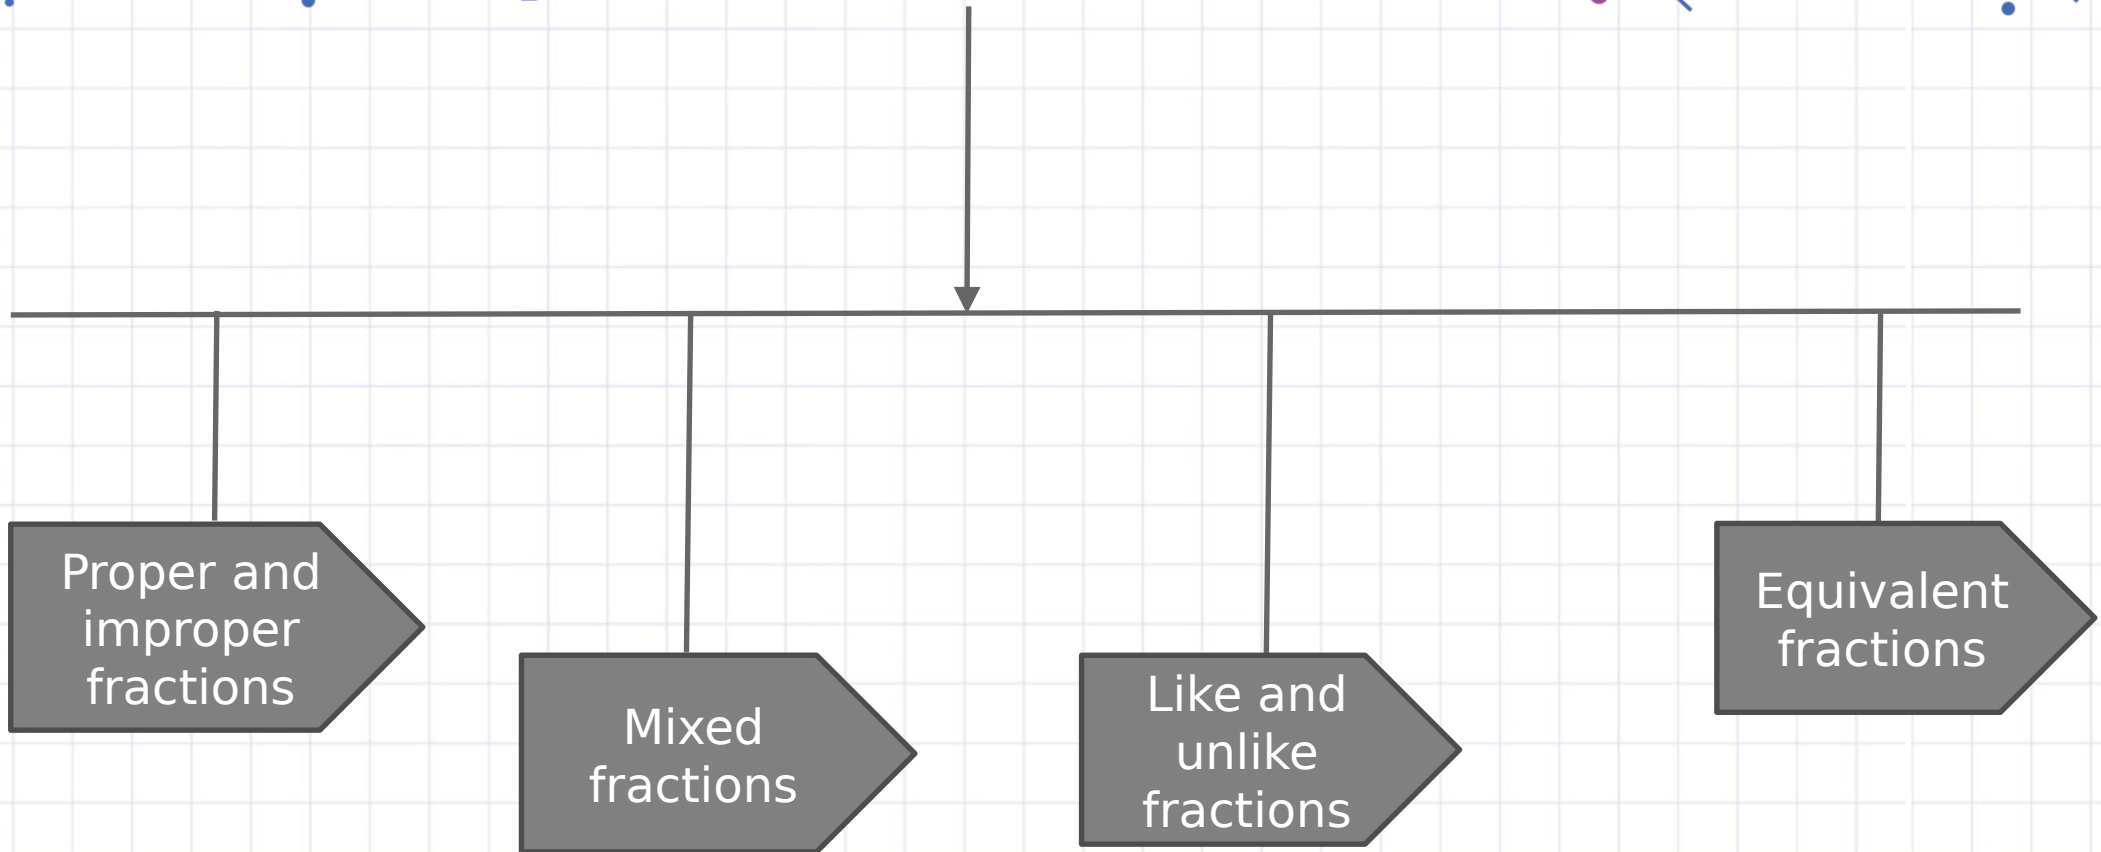 Proper and
improper
fractions
Mixed
fractions
Like and
unlike
fractions
Equivalent
fractions